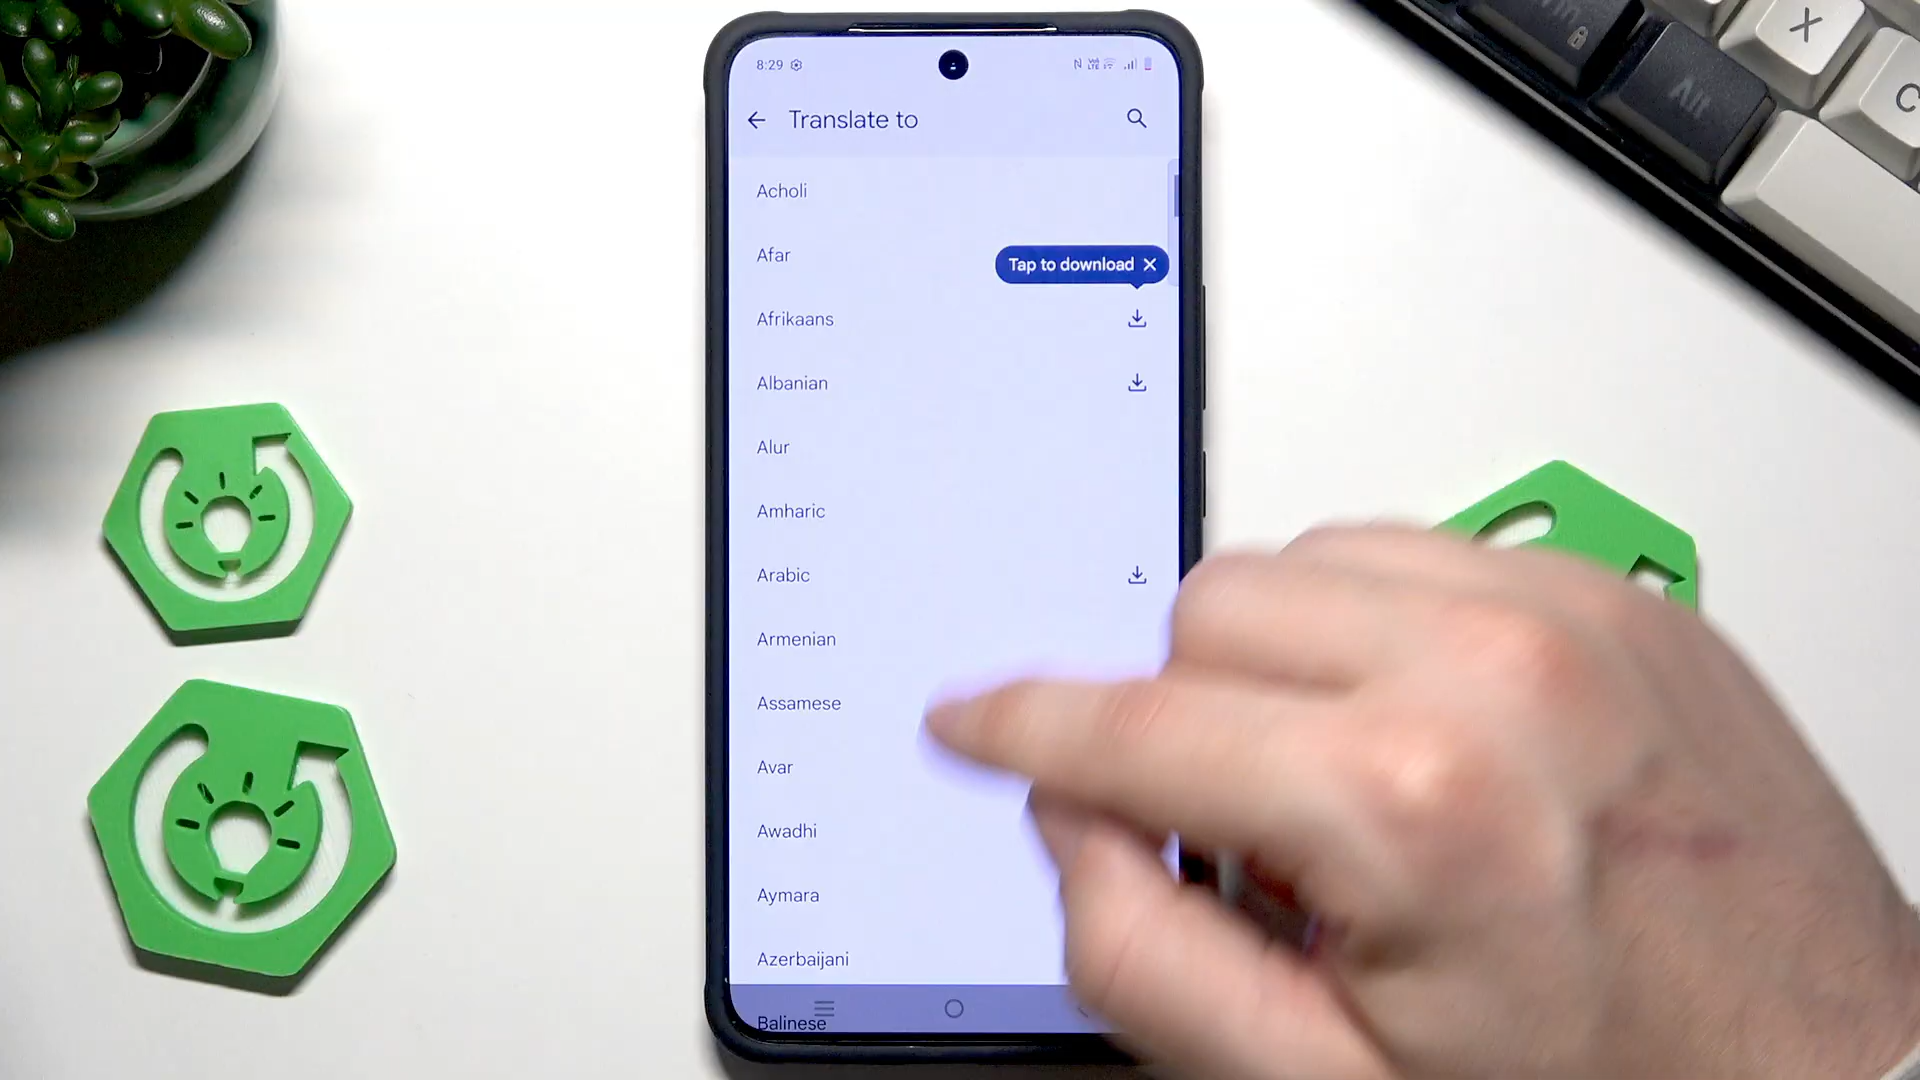 8:29
Translate to
Acholi
Afar
Tap to download
Afrikaans
Albanian
Alur
Amharic
Arabic
Armenian
Assamese
Avar
Awadhi
Aymara
Azerbaijani
Balinese
Alt
X
C